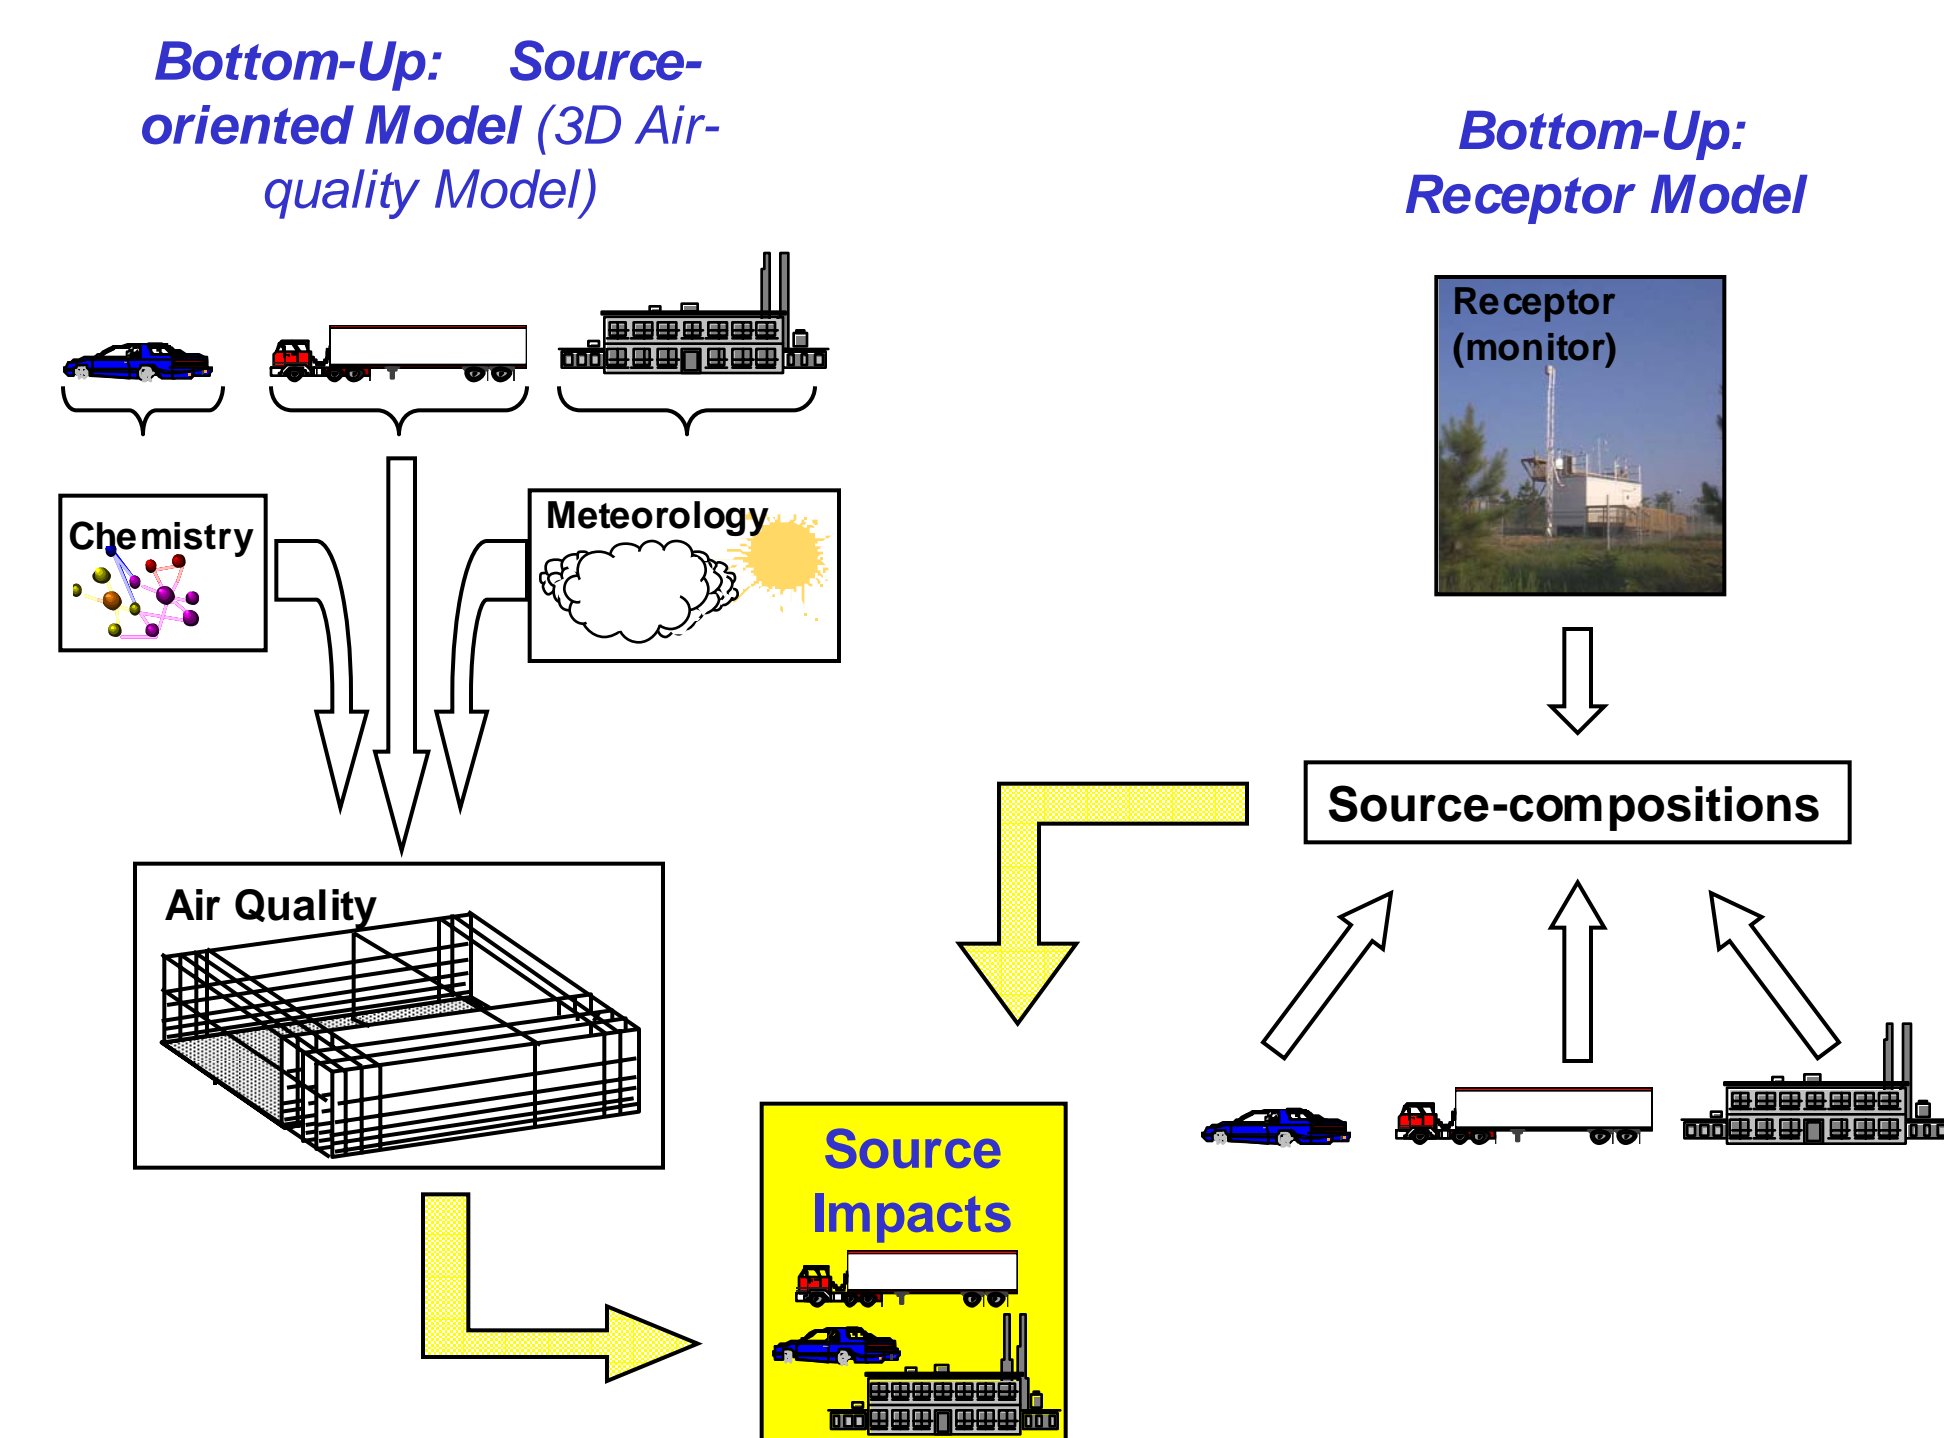 Bottom-Up: Source-
oriented Model (3D Air-
quality Model)
Bottom-Up:
Receptor Model
Receptor
(monitor)
Chemistry
Meteorology
Source-compositions
Air Quality
Source
Impacts